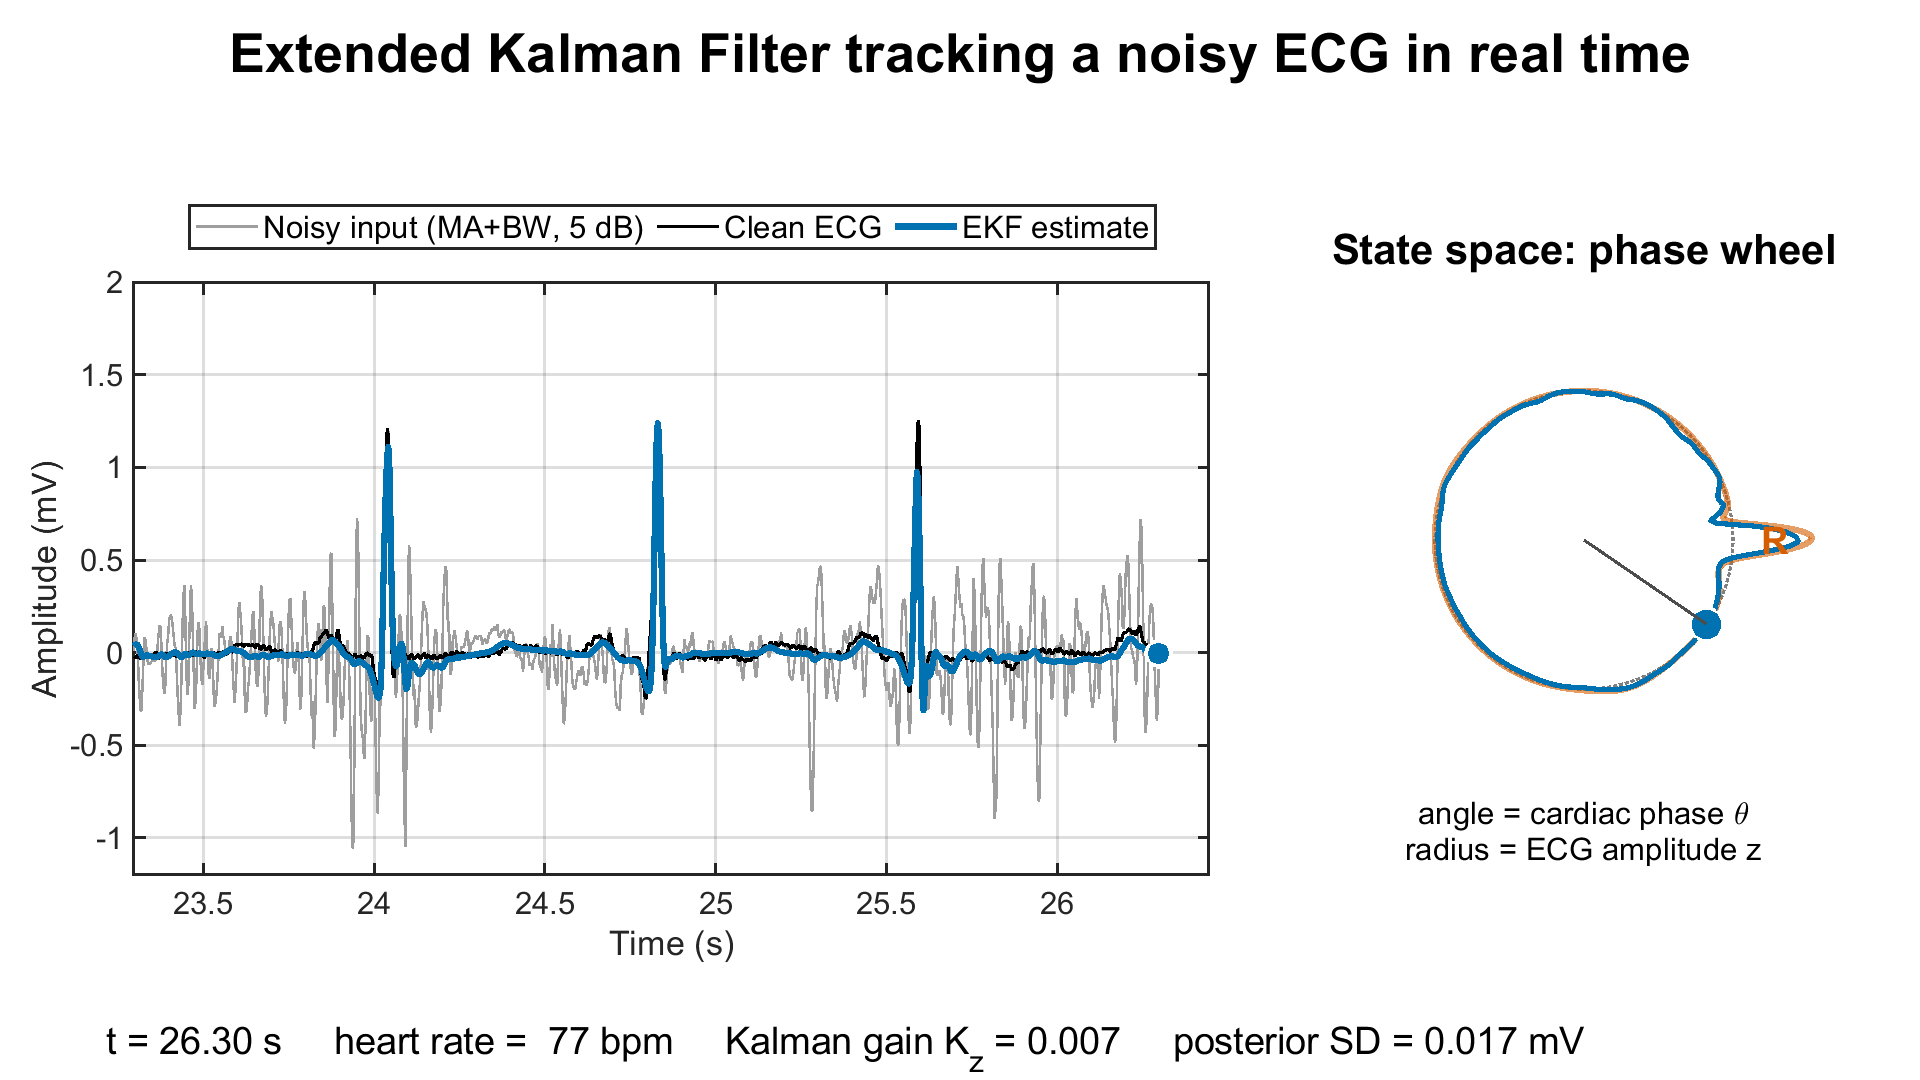 Extended Kalman Filter tracking a noisy ECG in real time
Noisy input (MA+BW, 5 dB) Clean ECG EKF estimate
State space: phase wheel
2
1.5
1
0.5
0
-0.5
-1
Amplitude (mV)
23.5 24 24.5 25 25.5 26
Time (s)
R
angle = cardiac phase θ
radius = ECG amplitude z
t = 26.30 s heart rate = 77 bpm Kalman gain K_z = 0.007 posterior SD = 0.017 mV